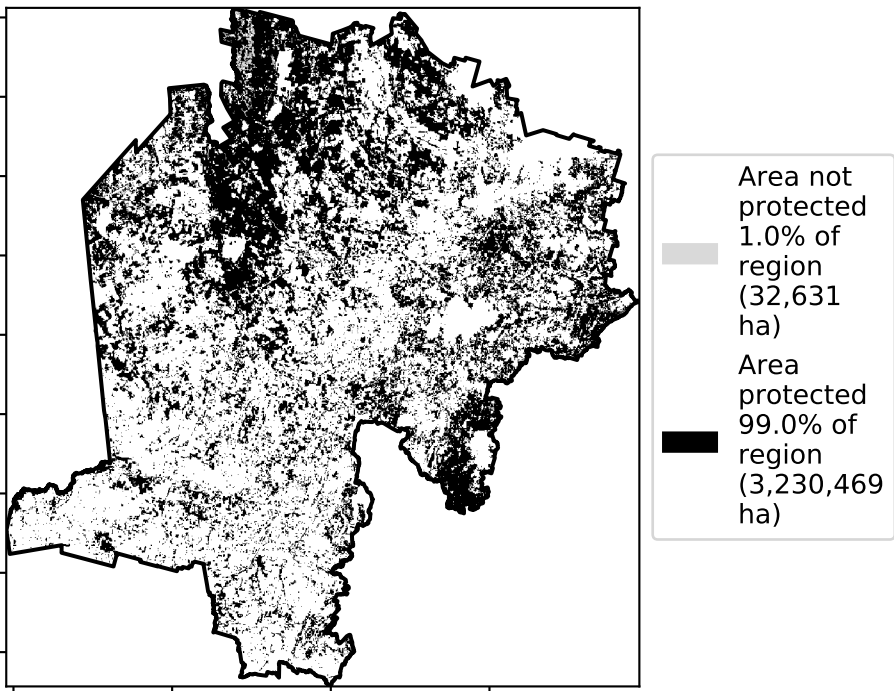 Area not
protected
1.0% of
region
(32,631
ha)
Area
protected
99.0% of
region
(3,230,469
ha)